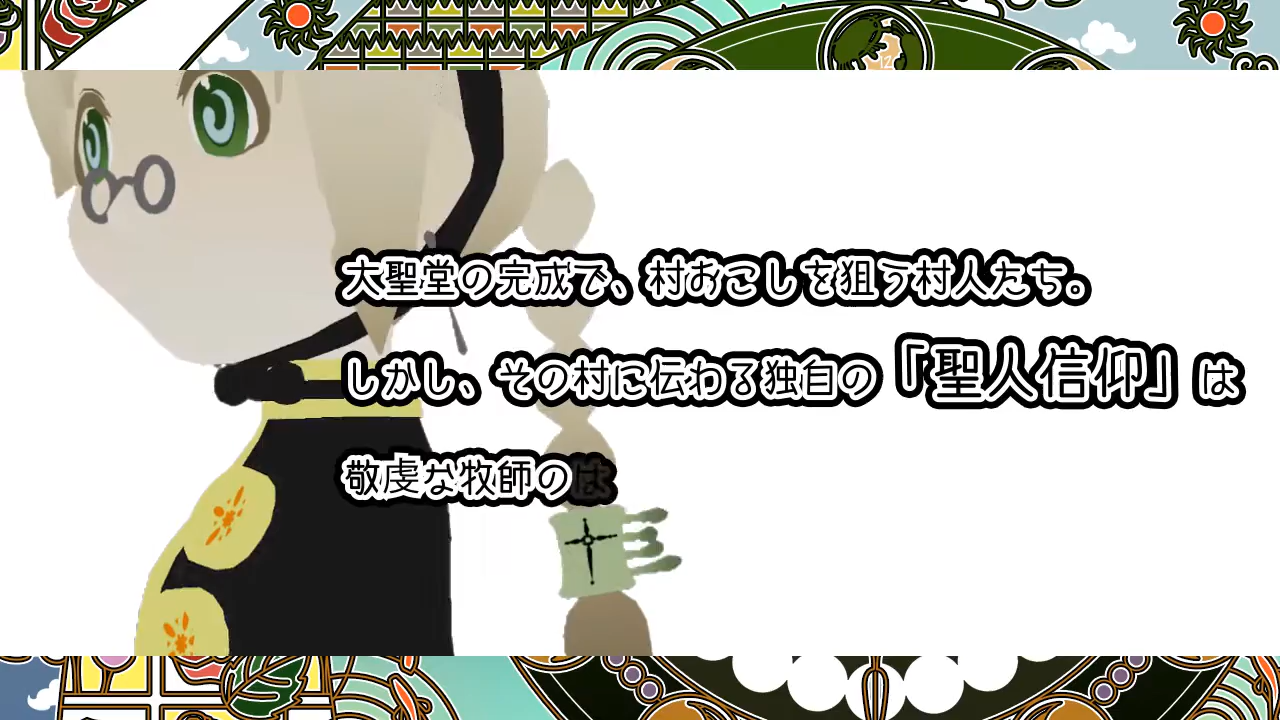 大聖堂の完成で、村おこしを狙う村人たち。
しかし、その村に伝わる独自の「聖人信仰」は
敬虔な牧師のは